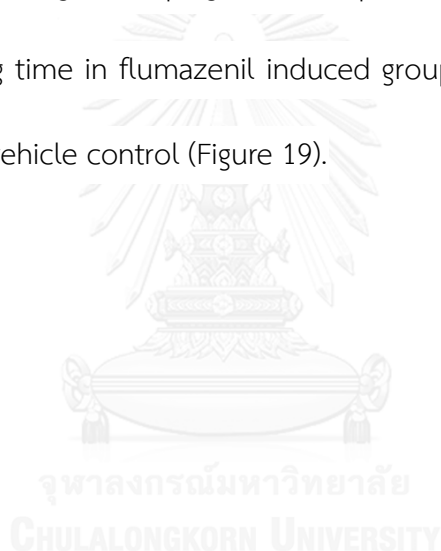 g time in flumazenil induced group
ehicle control (Figure 19).
จุฬาลงกรณ์มหาวิทยาลัย
CHULALONGKORN UNIVERSITY